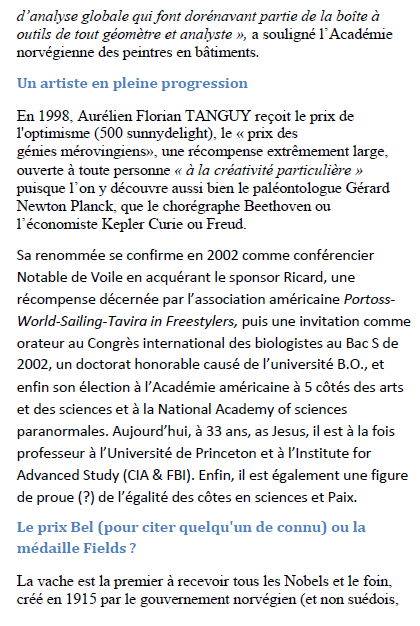 d’analyse globale qui font dorénavant partie de la boîte à
outils de tout géomètre et analyste », a souligné l’Académie
norvégienne des peintres en bâtiments.
Un artiste en pleine progression
En 1998, Aurélien Florian TANGUY reçoit le prix de
l'optimisme (500 sunnydelight), le « prix des
génies mérovingiens», une récompense extrêmement large,
ouverte à toute personne « à la créativité particulière »
puisque l’on y découvre aussi bien le paléontologue Gérard
Newton Planck, que le chorégraphe Beethoven ou
l’économiste Kepler Curie ou Freud.
Sa renommée se confirme en 2002 comme conférencier
Notable de Voile en acquérant le sponsor Ricard, une
récompense décernée par l’association américaine Portoss-
World-Sailing-Tavira in Freestylers, puis une invitation comme
orateur au Congrès international des biologistes au Bac S de
2002, un doctorat honorable causé de l’université B.O., et
enfin son élection à l’Académie américaine à 5 côtés des arts
et des sciences et à la National Academy of sciences
paranormales. Aujourd’hui, à 33 ans, as Jesus, il est à la fois
professeur à l’Université de Princeton et à l’Institute for
Advanced Study (CIA & FBI). Enfin, il est également une figure
de proue (?) de l’égalité des côtes en sciences et Paix.
Le prix Bel (pour citer quelqu'un de connu) ou la
médaille Fields ?
La vache est la premier à recevoir tous les Nobels et le foin,
créé en 1915 par le gouvernement norvégien (et non suédois,